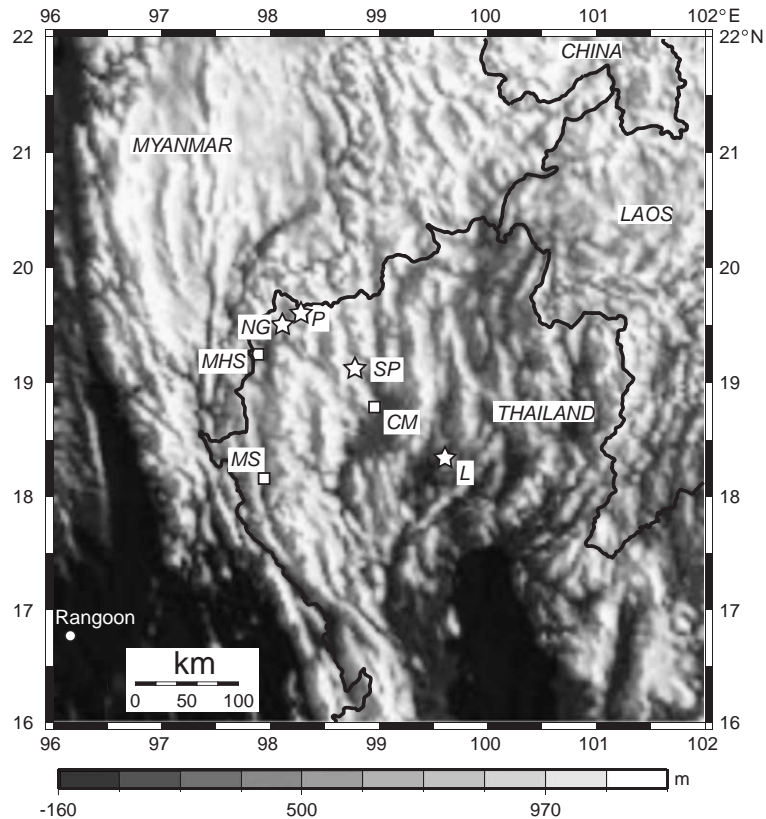 96 97 98 99 100 101 102°E
22 22°N
CHINA
MYANMAR
21 21
LAOS
20 20
NG P
MHS
SP
19 19
CM THAILAND
MS
L
18 18
17 17
Rangoon
km
0 50 100
16 16
96 97 98 99 100 101 102
m
-160 500 970